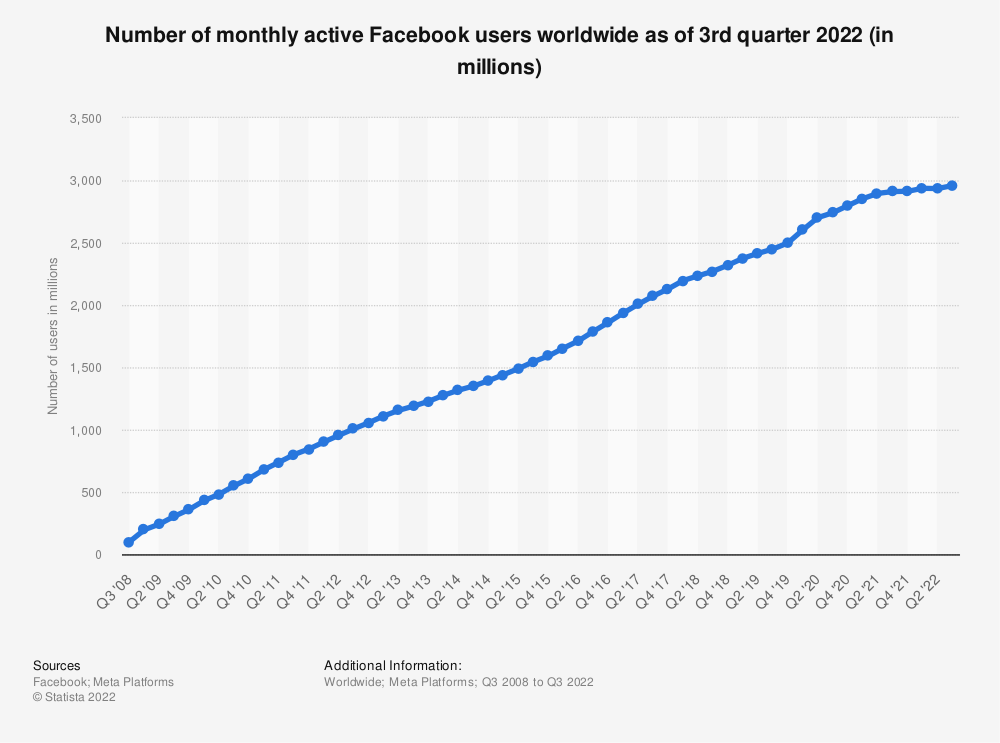 Number of monthly active Facebook users worldwide as of 3rd quarter 2022 (in
millions)
Number of users in millions
3,500
3,000
2,500
2,000
1,500
1,000
500
0
Q3 '08
Q2 '09
Q4 '09
Q2 '10
Q4 '10
Q2 '11
Q4 '11
Q2 '12
Q4 '12
Q2 '13
Q4 '13
Q2 '14
Q4 '14
Q2 '15
Q4 '15
Q2 '16
Q4 '16
Q2 '17
Q4 '17
Q2 '18
Q4 '18
Q2 '19
Q4 '19
Q2 '20
Q4 '20
Q2 '21
Q4 '21
Q2 '22
Sources
Facebook; Meta Platforms
© Statista 2022
Additional Information:
Worldwide; Meta Platforms; Q3 2008 to Q3 2022